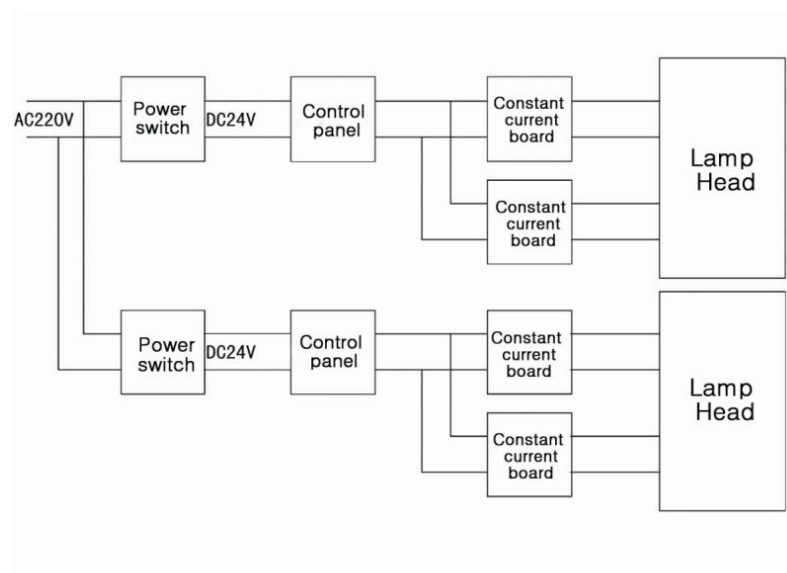 AC220V
Power
switch
DC24V
Control
panel
Constant
current
board
Lamp
Head
Constant
current
board
Power
switch
DC24V
Control
panel
Constant
current
board
Lamp
Head
Constant
current
board